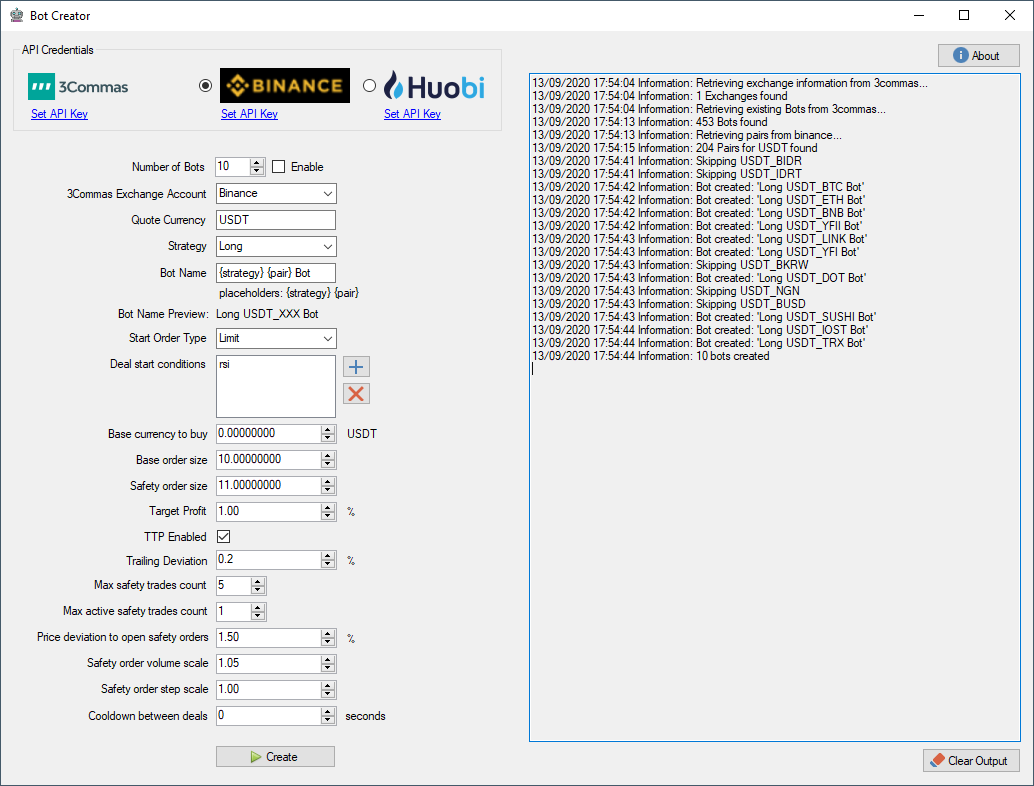 Bot Creator
API Credentials
About
3Commas
BINANCE
Huobi
Set API Key
Set API Key
Set API Key
Number of Bots 10 Enable
3Commas Exchange Account Binance
Quote Currency USDT
Strategy Long
Bot Name {strategy} {pair} Bot
placeholders: {strategy} {pair}
Bot Name Preview: Long USDT_XXX Bot
Start Order Type Limit
Deal start conditions rsi
Base currency to buy 0.00000000 USDT
Base order size 10.00000000
Safety order size 11.00000000
Target Profit 1.00 %
TTP Enabled
Trailing Deviation 0.2 %
Max safety trades count 5
Max active safety trades count 1
Price deviation to open safety orders 1.50 %
Safety order volume scale 1.05
Safety order step scale 1.00
Cooldown between deals 0 seconds
Create
13/09/2020 17:54:04 Information: Retrieving exchange information from 3commas...
13/09/2020 17:54:04 Information: 1 Exchanges found
13/09/2020 17:54:04 Information: Retrieving existing Bots from 3commas...
13/09/2020 17:54:13 Information: 453 Bots found
13/09/2020 17:54:13 Information: Retrieving pairs from binance...
13/09/2020 17:54:15 Information: 204 Pairs for USDT found
13/09/2020 17:54:41 Information: Skipping USDT_BIDR
13/09/2020 17:54:41 Information: Skipping USDT_IDRT
13/09/2020 17:54:42 Information: Bot created: 'Long USDT_BTC Bot'
13/09/2020 17:54:42 Information: Bot created: 'Long USDT_ETH Bot'
13/09/2020 17:54:42 Information: Bot created: 'Long USDT_BNB Bot'
13/09/2020 17:54:42 Information: Bot created: 'Long USDT_YFII Bot'
13/09/2020 17:54:43 Information: Bot created: 'Long USDT_LINK Bot'
13/09/2020 17:54:43 Information: Bot created: 'Long USDT_YFI Bot'
13/09/2020 17:54:43 Information: Skipping USDT_BKRW
13/09/2020 17:54:43 Information: Bot created: 'Long USDT_DOT Bot'
13/09/2020 17:54:43 Information: Skipping USDT_NGN
13/09/2020 17:54:43 Information: Skipping USDT_BUSD
13/09/2020 17:54:43 Information: Bot created: 'Long USDT_SUSHI Bot'
13/09/2020 17:54:44 Information: Bot created: 'Long USDT_IOST Bot'
13/09/2020 17:54:44 Information: Bot created: 'Long USDT_TRX Bot'
13/09/2020 17:54:44 Information: 10 bots created
Clear Output